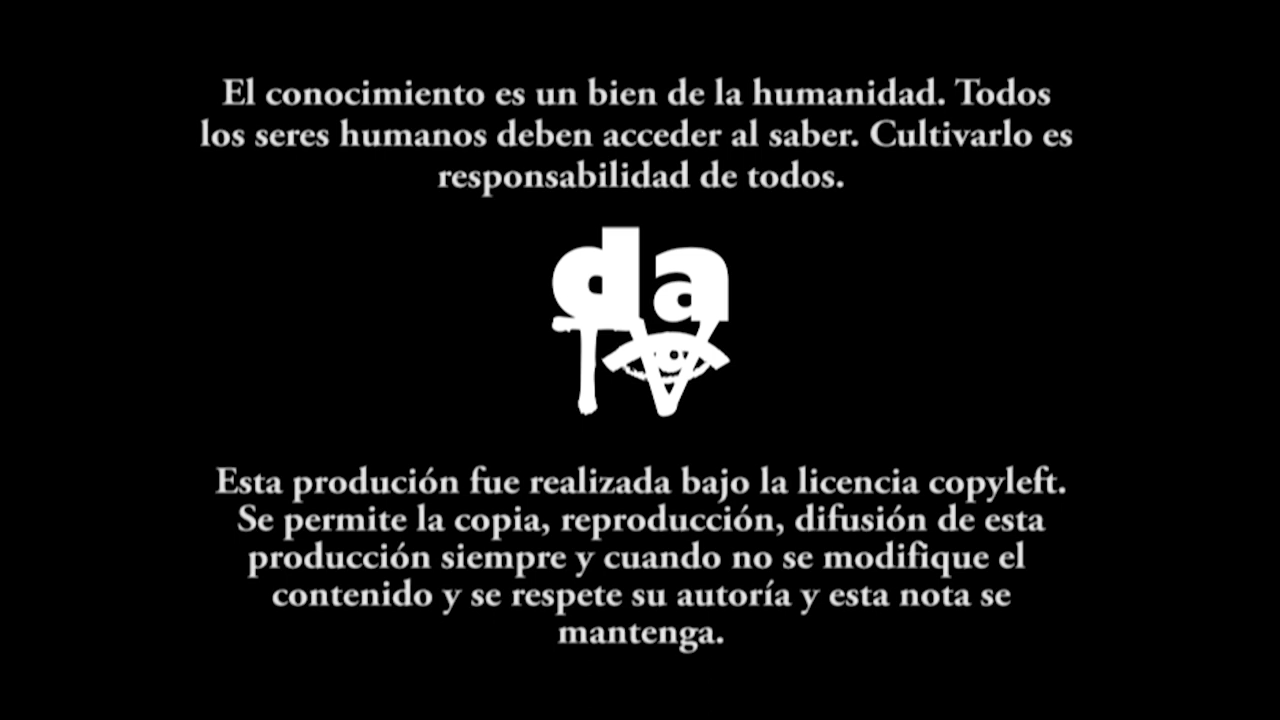 El conocimiento es un bien de la humanidad. Todos
los seres humanos deben acceder al saber. Cultivarlo es
responsabilidad de todos.
da
TV
Esta produción fue realizada bajo la licencia copyleft.
Se permite la copia, reproducción, difusión de esta
producción siempre y cuando no se modifique el
contenido y se respete su autoría y esta nota se
mantenga.